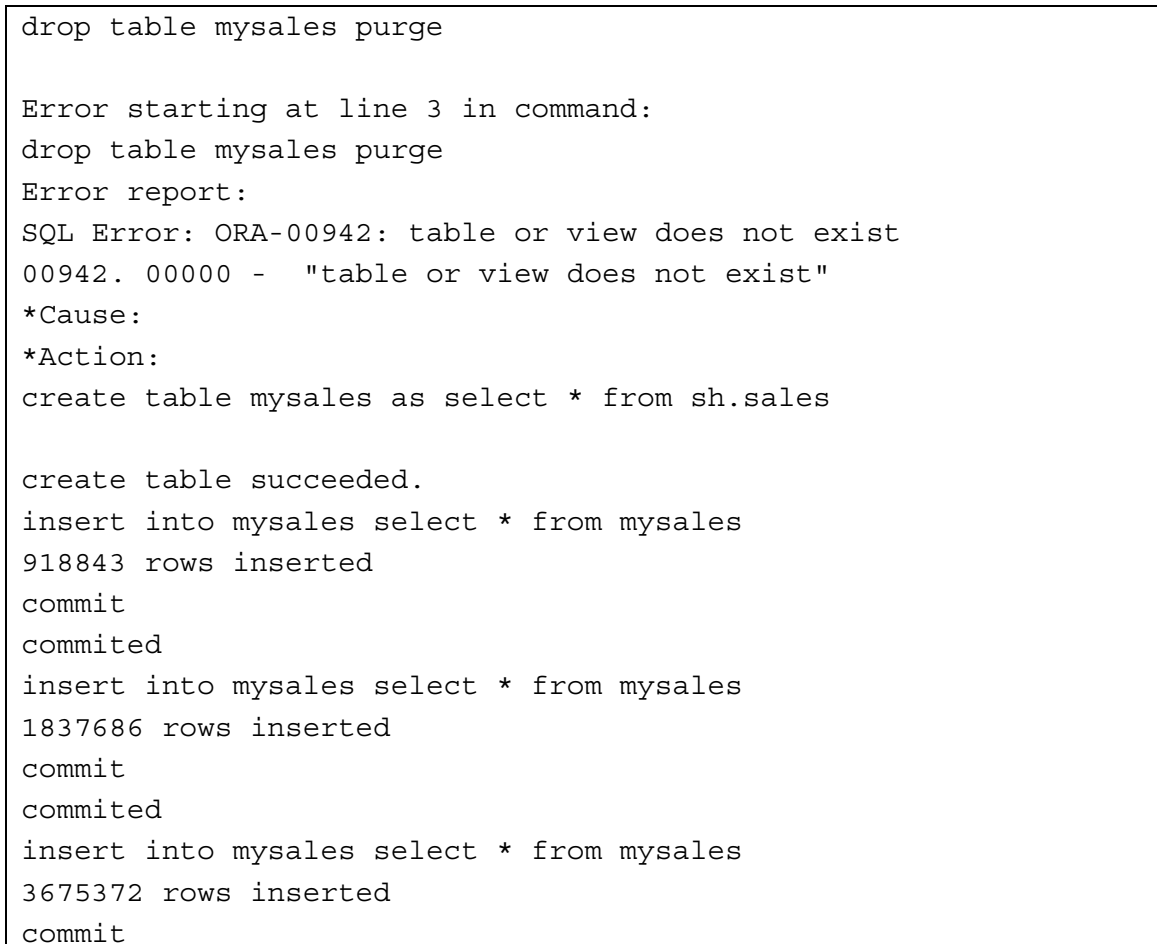 drop table mysales purge
Error starting at line 3 in command:
drop table mysales purge
Error report:
SQL Error: ORA-00942: table or view does not exist
00942. 00000 -  "table or view does not exist"
*Cause:
*Action:
create table mysales as select * from sh.sales
create table succeeded.
insert into mysales select * from mysales
918843 rows inserted
commit
commited
insert into mysales select * from mysales
1837686 rows inserted
commit
commited
insert into mysales select * from mysales
3675372 rows inserted
commit